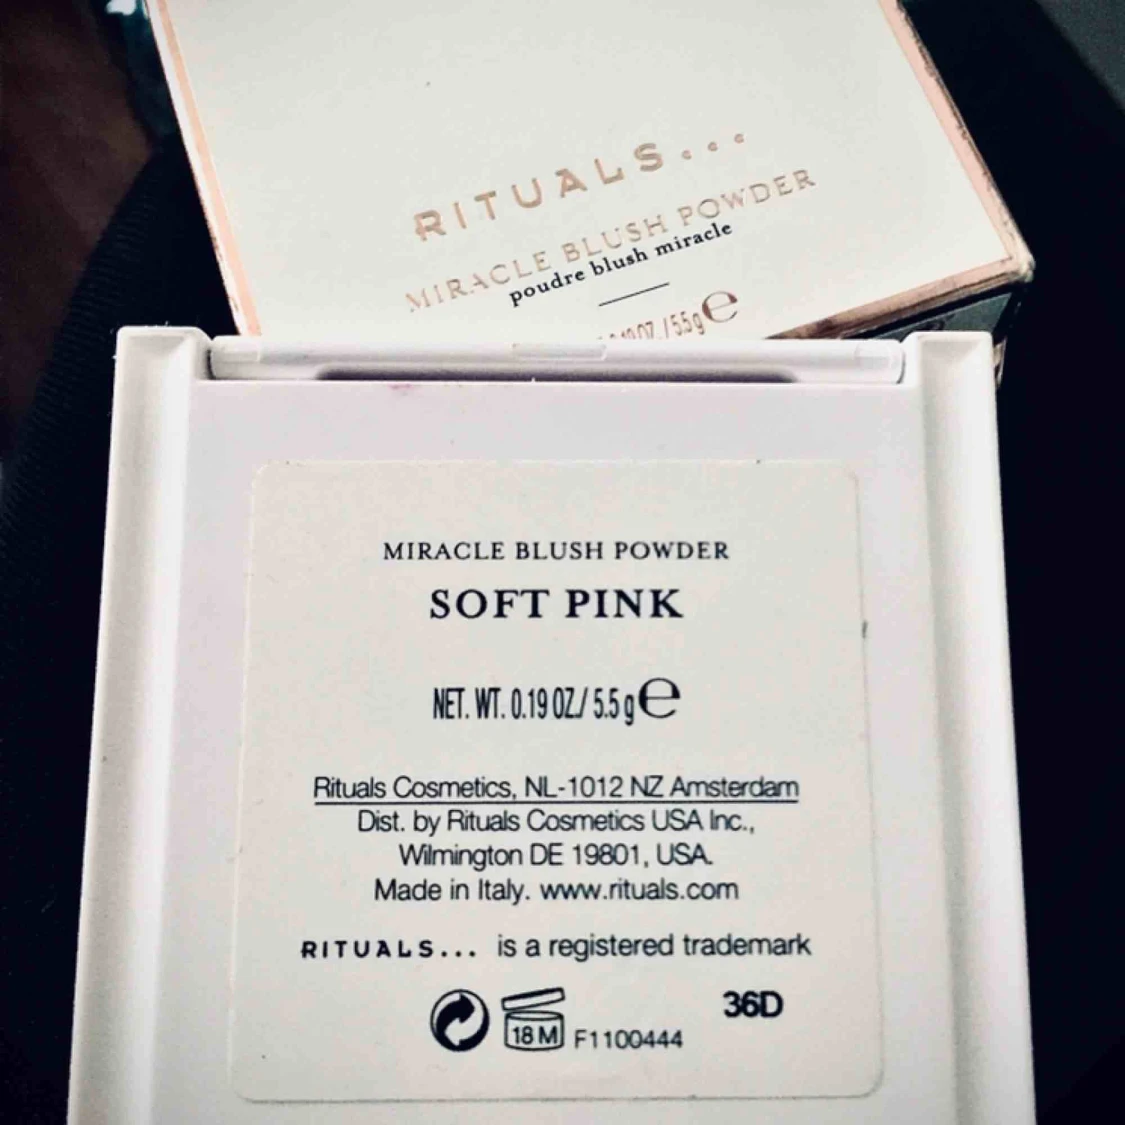 RITUALS...
MIRACLE BLUSH POWDER
poudre blush miracle
/ 5.5 g ℮
MIRACLE BLUSH POWDER
SOFT PINK
NET. WT. 0.19 OZ./ 5.5 g ℮
Rituals Cosmetics, NL-1012 NZ Amsterdam
Dist. by Rituals Cosmetics USA Inc.,
Wilmington DE 19801, USA.
Made in Italy. www.rituals.com
RITUALS... is a registered trademark
36D
18 M F1100444